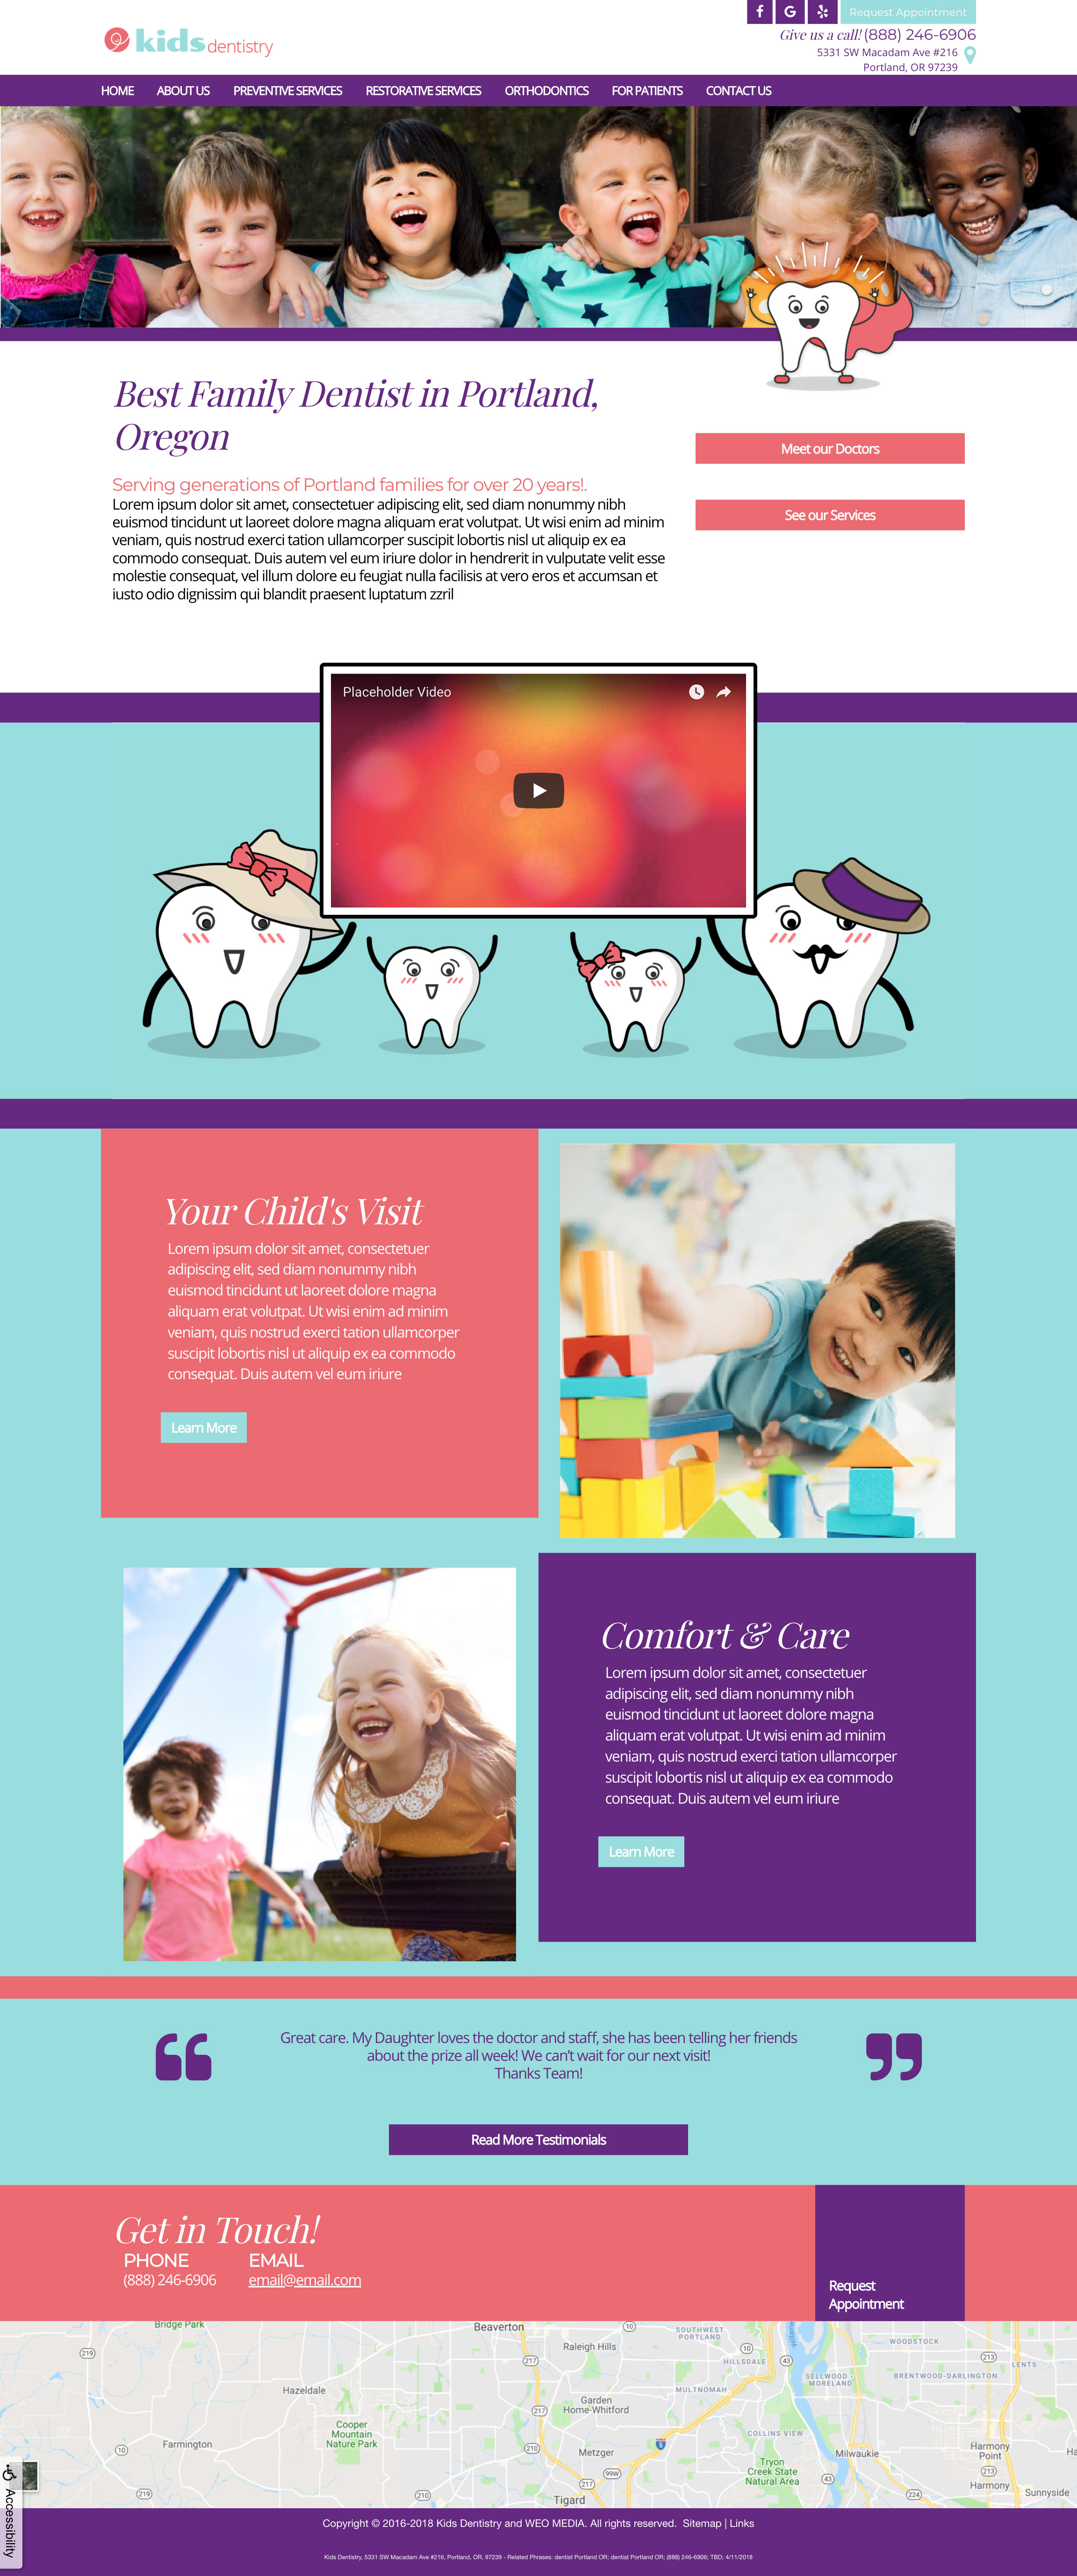 Request Appointment
kids dentistry
Give us a call! (888) 246-6906
5331 SW Macadam Ave #216
Portland, OR 97239
HOME ABOUT US PREVENTIVE SERVICES RESTORATIVE SERVICES ORTHODONTICS FOR PATIENTS CONTACT US
Best Family Dentist in Portland,
Oregon
Meet our Doctors
Serving generations of Portland families for over 20 years!.
Lorem ipsum dolor sit amet, consectetuer adipiscing elit, sed diam nonummy nibh
euismod tincidunt ut laoreet dolore magna aliquam erat volutpat. Ut wisi enim ad minim
veniam, quis nostrud exerci tation ullamcorper suscipit lobortis nisl ut aliquip ex ea
commodo consequat. Duis autem vel eum iriure dolor in hendrerit in vulputate velit esse
molestie consequat, vel illum dolore eu feugiat nulla facilisis at vero eros et accumsan et
iusto odio dignissim qui blandit praesent luptatum zzril
See our Services
Placeholder Video
Your Child's Visit
Lorem ipsum dolor sit amet, consectetuer
adipiscing elit, sed diam nonummy nibh
euismod tincidunt ut laoreet dolore magna
aliquam erat volutpat. Ut wisi enim ad minim
veniam, quis nostrud exerci tation ullamcorper
suscipit lobortis nisl ut aliquip ex ea commodo
consequat. Duis autem vel eum iriure
Learn More
Comfort & Care
Lorem ipsum dolor sit amet, consectetuer
adipiscing elit, sed diam nonummy nibh
euismod tincidunt ut laoreet dolore magna
aliquam erat volutpat. Ut wisi enim ad minim
veniam, quis nostrud exerci tation ullamcorper
suscipit lobortis nisl ut aliquip ex ea commodo
consequat. Duis autem vel eum iriure
Learn More
Great care. My Daughter loves the doctor and staff, she has been telling her friends
about the prize all week! We can't wait for our next visit!
Thanks Team!
Read More Testimonials
Get in Touch!
PHONE EMAIL
(888) 246-6906 email@email.com
Request
Appointment
Bridge Park
Beaverton
10
SOUTHWEST
PORTLAND
WOODSTOCK
Raleigh Hills
10
219
217
HILLSDALE
43
213
LENTS
SELLWOOD -
MORELAND
BRENTWOOD-DARLINGTON
Hazeldale
MULTNOMAH
Garden
Home-Whitford
217
Cooper
Mountain
Nature Park
COLLINS VIEW
5
Farmington
10
210
Metzger
Milwaukie
Harmony
Point
Ha
Tryon
Creek State
Natural Area
99W
43
213
Harmony
217
219
210
Tigard
224
Sunnyside
Accessibility
Copyright © 2016-2018 Kids Dentistry and WEO MEDIA. All rights reserved. Sitemap | Links
Kids Dentistry, 5331 SW Macadam Ave #216, Portland, OR, 97239 - Related Phrases: dentist Portland OR; dentist Portland OR; (888) 246-6906; TBD; 4/11/2018